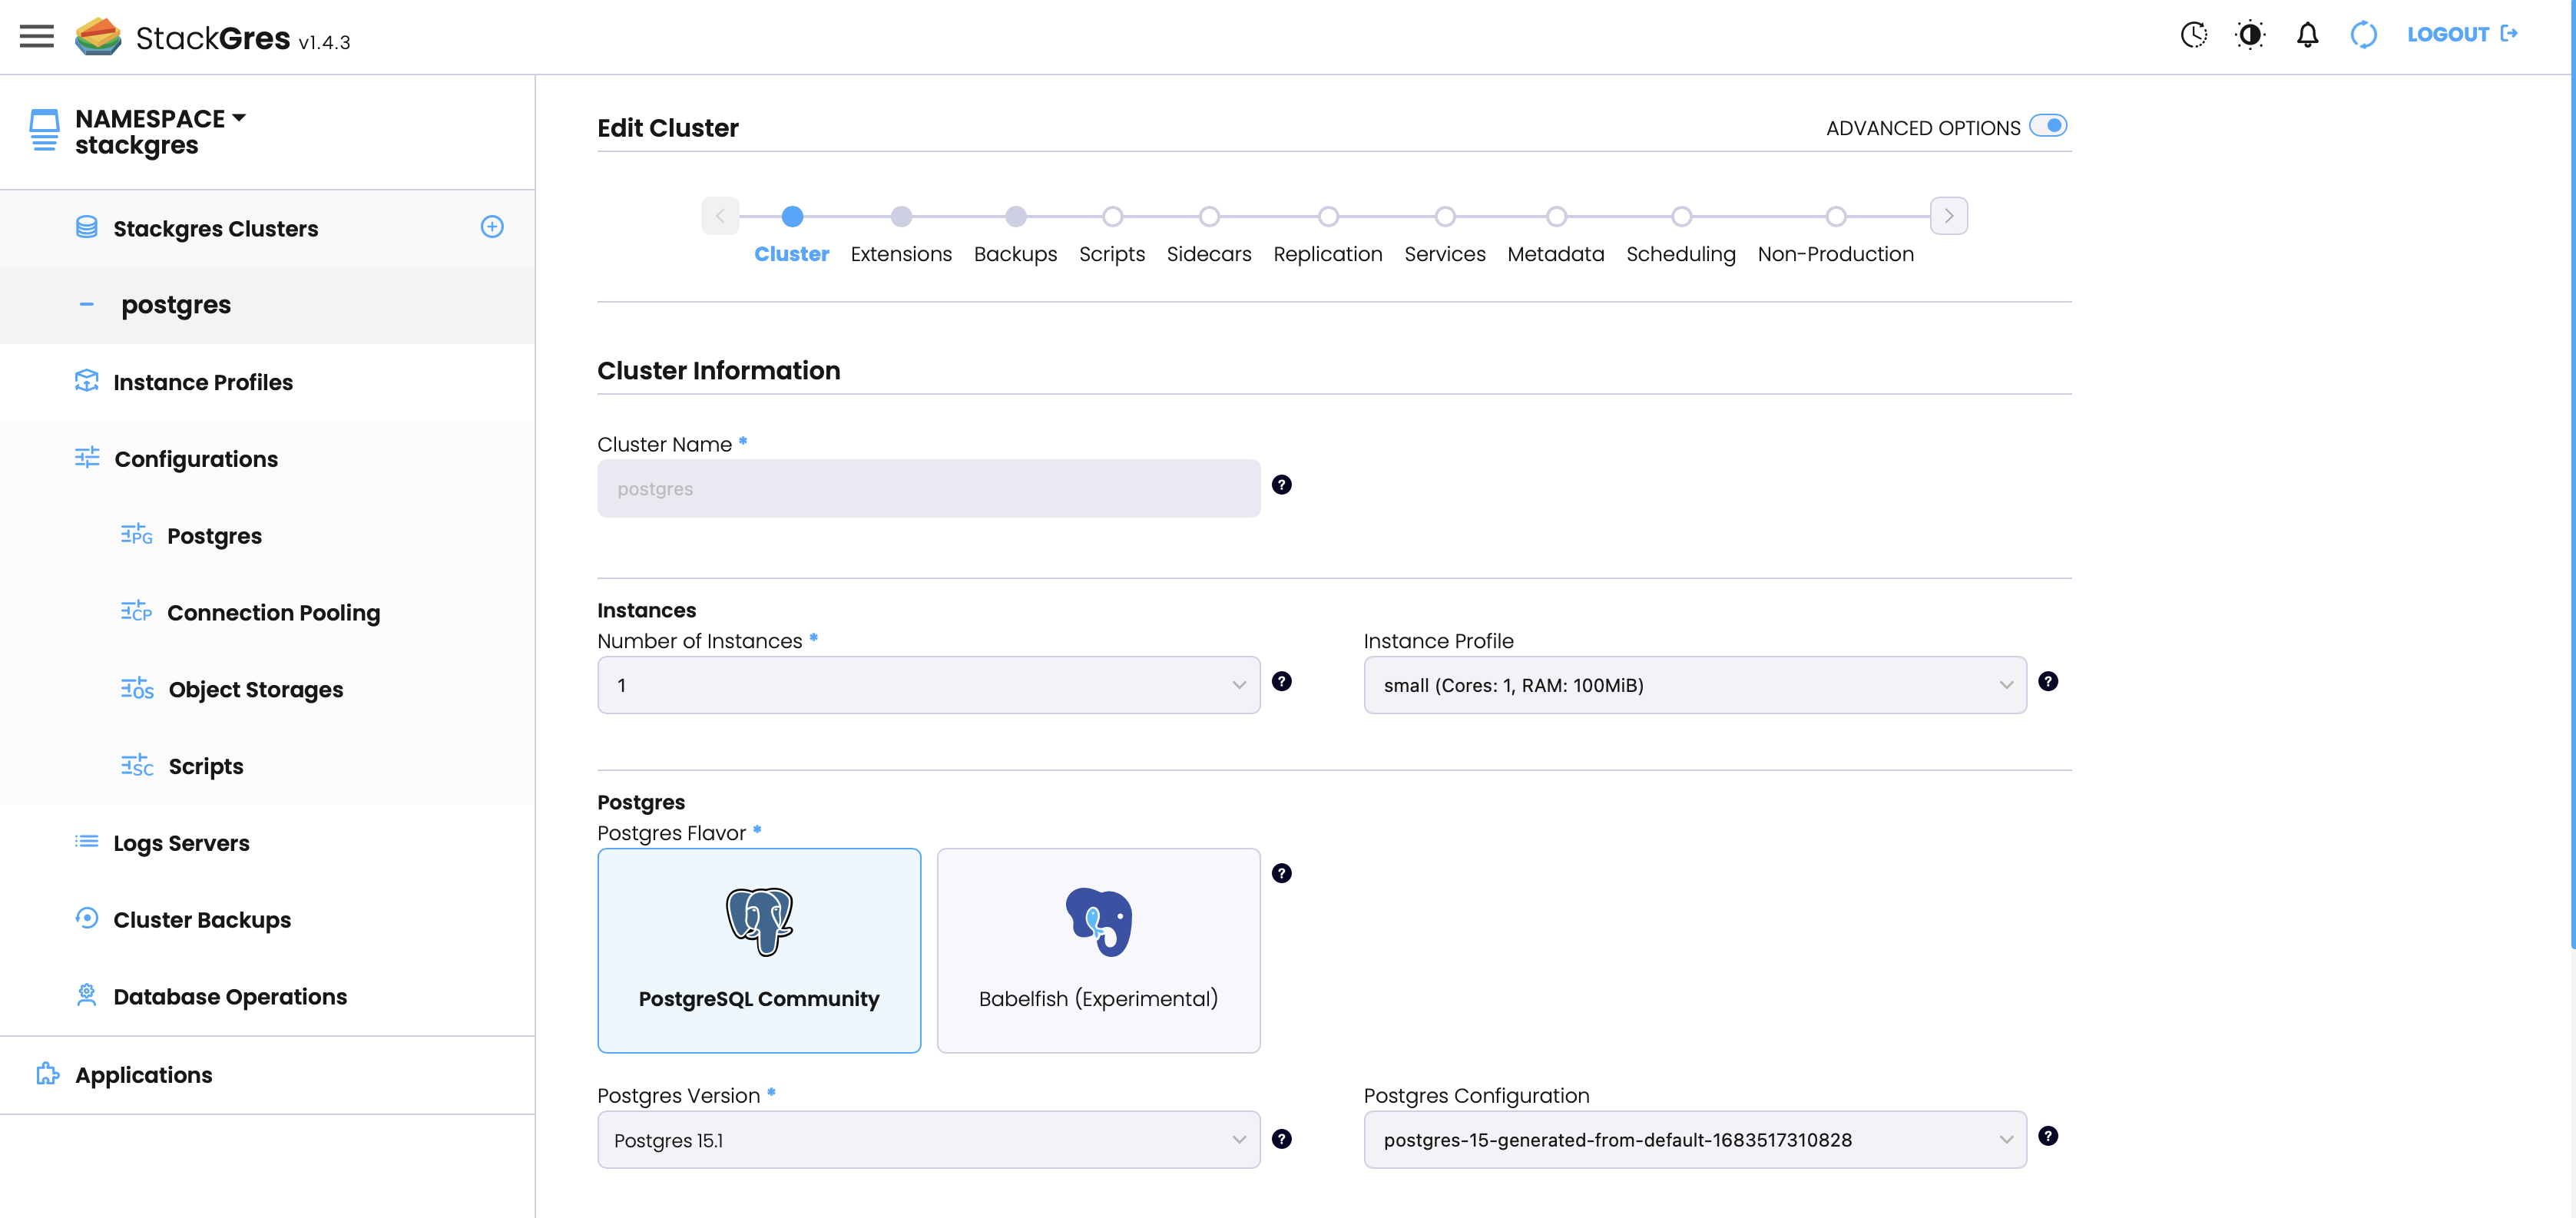 StackGres v1.4.3
LOGOUT
NAMESPACE
stackgres
Stackgres Clusters
postgres
Instance Profiles
Configurations
PG Postgres
CP Connection Pooling
OS Object Storages
SC Scripts
Logs Servers
Cluster Backups
Database Operations
Applications
Edit Cluster
ADVANCED OPTIONS
Cluster Extensions Backups Scripts Sidecars Replication Services Metadata Scheduling Non-Production
Cluster Information
Cluster Name *
postgres
?
Instances
Number of Instances *
1
?
Instance Profile
small (Cores: 1, RAM: 100MiB)
?
Postgres
Postgres Flavor *
PostgreSQL Community
Babelfish (Experimental)
?
Postgres Version *
Postgres 15.1
?
Postgres Configuration
postgres-15-generated-from-default-1683517310828
?